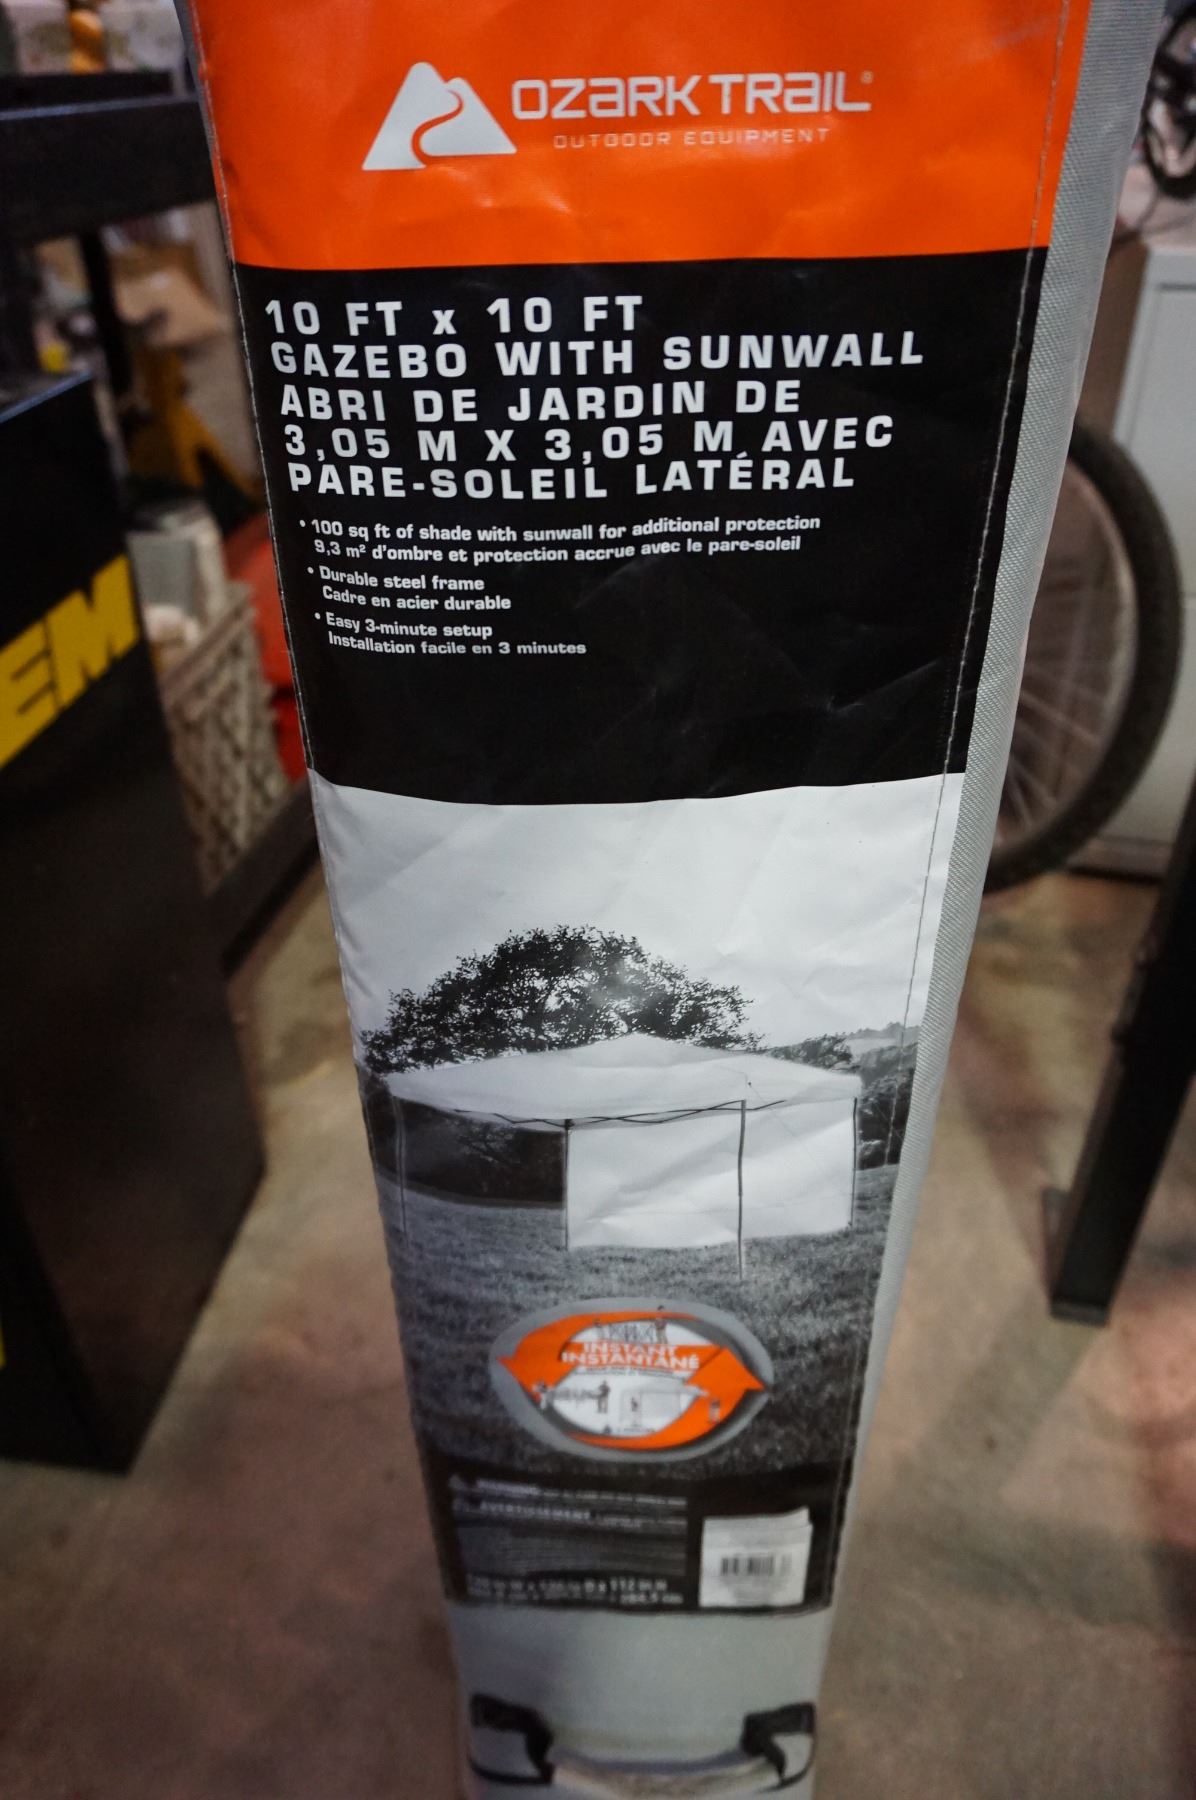 OZARK TRAIL®
OUTDOOR EQUIPMENT
10 FT x 10 FT
GAZEBO WITH SUNWALL
ABRI DE JARDIN DE
3,05 M X 3,05 M AVEC
PARE-SOLEIL LATÉRAL
• 100 sq ft of shade with sunwall for additional protection
9,3 m² d'ombre et protection accrue avec le pare-soleil
• Durable steel frame
Cadre en acier durable
• Easy 3-minute setup
Installation facile en 3 minutes
EM
INSTANT
INSTANTANÉ
WARNING
AVERTISSEMENT